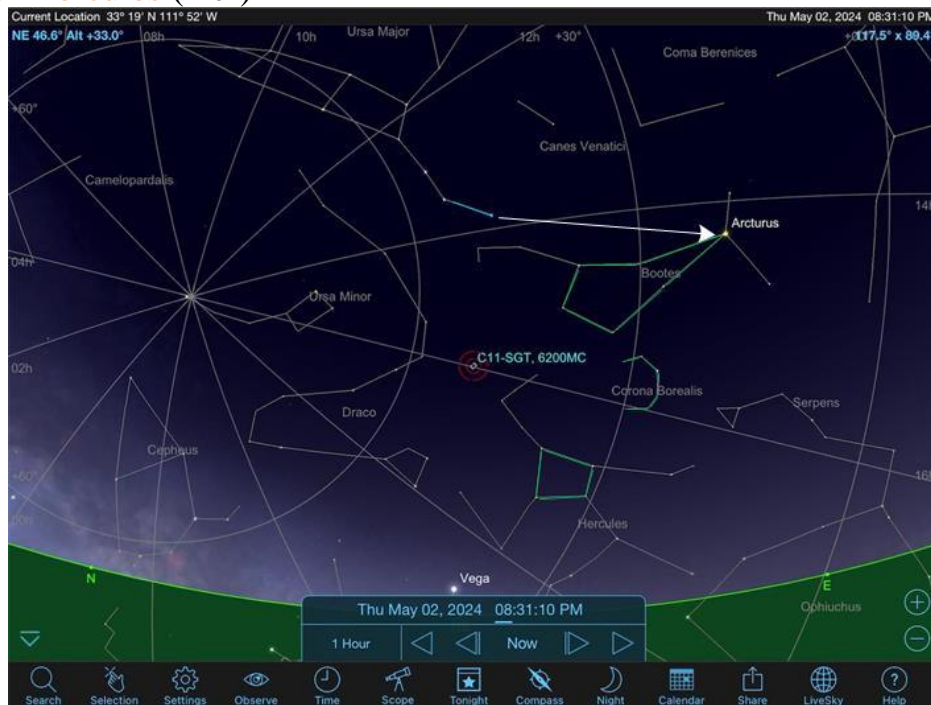 Current Location 33° 19' N 111° 52' W
Thu May 02, 2024 08:31:10 PM
NE 46.6° Alt +33.0°
08h
10h
Ursa Major
12h
+30°
117.5° x 89.4°
Coma Berenices
+60°
Canes Venatici
Camelopardalis
14h
Arcturus
04h
Bootes
Ursa Minor
C11-SGT, 6200MC
02h
Corona Borealis
Serpens
Draco
Cepheus
+60°
16h
00h
Hercules
N
Vega
E
Ophiuchus
Thu May 02, 2024 08:31:10 PM
1 Hour
Now
Search Selection Settings Observe Time Scope Tonight Compass Night Calendar Share LiveSky Help